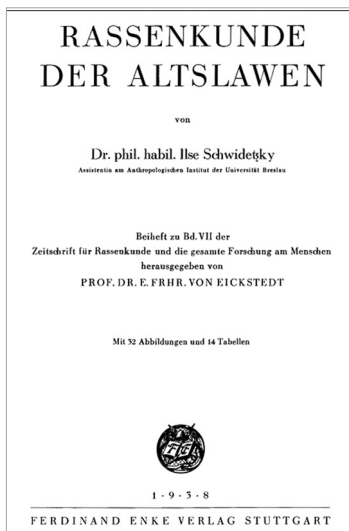 RASSENKUNDE
DER ALTSLAWEN
von
Dr. phil. habil. Ilse Schwidetzky
Assistentin am Anthropologischen Institut der Universität Breslau
Beiheft zu Bd. VII der
Zeitschrift für Rassenkunde und die gesamte Forschung am Menschen
herausgegeben von
PROF. DR. E. FRHR. VON EICKSTEDT
Mit 32 Abbildungen und 14 Tabellen
1 · 9 · 3 · 8
FERDINAND ENKE VERLAG STUTTGART